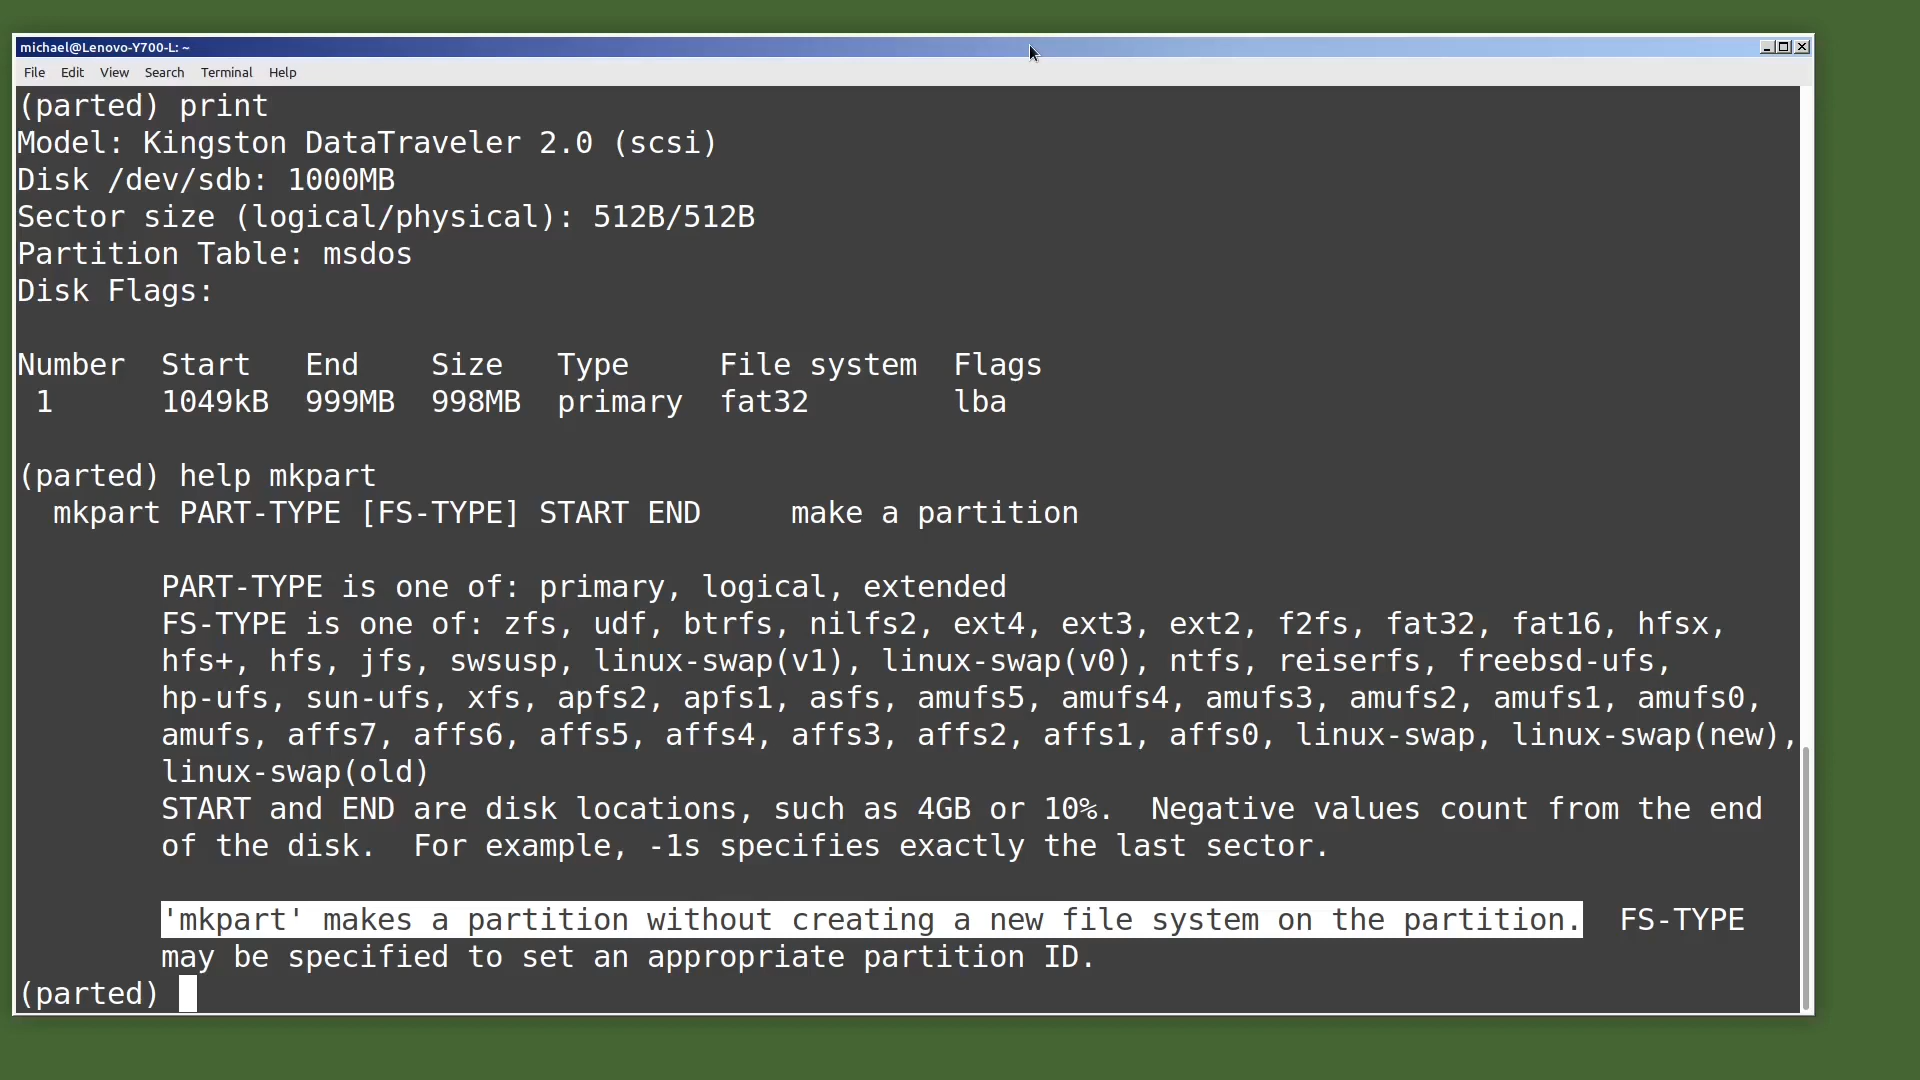 michael@Lenovo-Y700-L: ~
File Edit View Search Terminal Help
(parted) print
Model: Kingston DataTraveler 2.0 (scsi)
Disk /dev/sdb: 1000MB
Sector size (logical/physical): 512B/512B
Partition Table: msdos
Disk Flags:
Number  Start   End    Size   Type     File system  Flags
 1      1049kB  999MB  998MB  primary  fat32        lba
(parted) help mkpart
  mkpart PART-TYPE [FS-TYPE] START END     make a partition
        PART-TYPE is one of: primary, logical, extended
        FS-TYPE is one of: zfs, udf, btrfs, nilfs2, ext4, ext3, ext2, f2fs, fat32, fat16, hfsx,
        hfs+, hfs, jfs, swsusp, linux-swap(v1), linux-swap(v0), ntfs, reiserfs, freebsd-ufs,
        hp-ufs, sun-ufs, xfs, apfs2, apfs1, asfs, amufs5, amufs4, amufs3, amufs2, amufs1, amufs0,
        amufs, affs7, affs6, affs5, affs4, affs3, affs2, affs1, affs0, linux-swap, linux-swap(new),
        linux-swap(old)
        START and END are disk locations, such as 4GB or 10%.  Negative values count from the end
        of the disk.  For example, -1s specifies exactly the last sector.
        'mkpart' makes a partition without creating a new file system on the partition.  FS-TYPE
        may be specified to set an appropriate partition ID.
(parted)